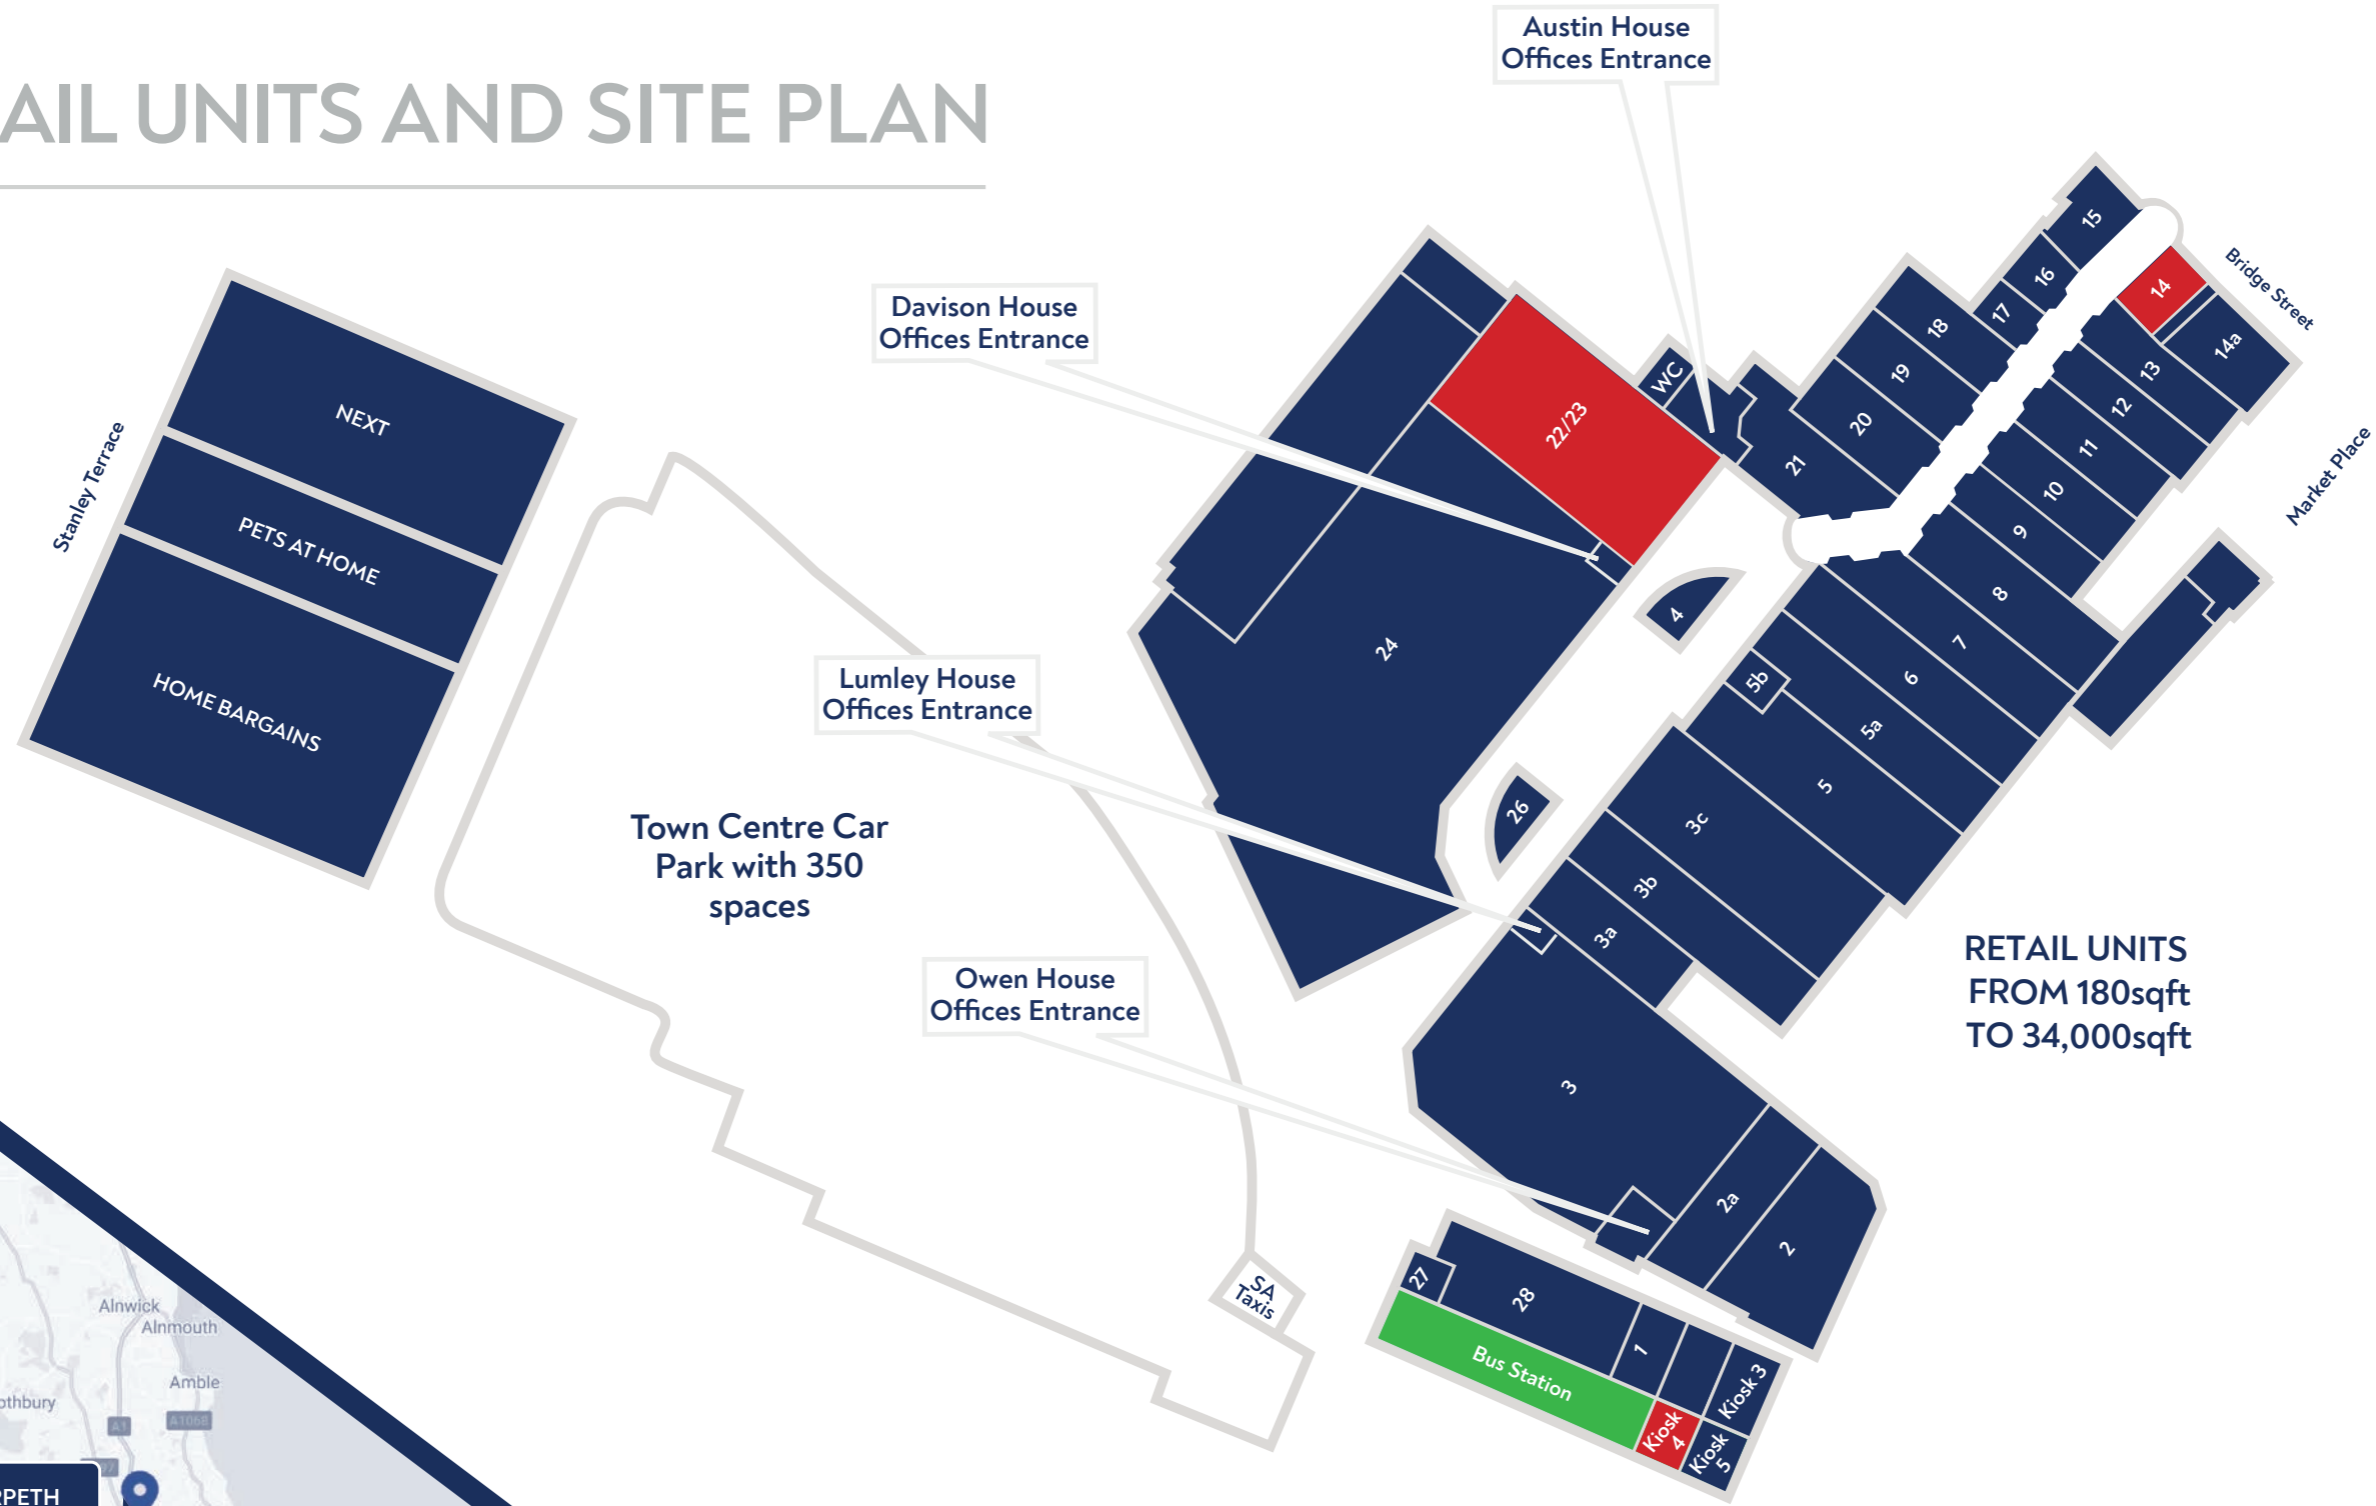 AIL UNITS AND SITE PLAN
Austin House
Offices Entrance
Davison House
Offices Entrance
Lumley House
Offices Entrance
Owen House
Offices Entrance
Stanley Terrace
NEXT
PETS AT HOME
HOME BARGAINS
Town Centre Car
Park with 350
spaces
SA
Taxis
Bridge Street
Market Place
15
16
17
18
19
20
21
WC
22/23
24
14
14a
13
12
11
10
9
8
7
6
5b
5a
5
4
26
3c
3b
3a
3
2a
2
27
28
1
Bus Station
Kiosk 3
Kiosk
4
Kiosk
5
RETAIL UNITS
FROM 180sqft
TO 34,000sqft
Alnwick
Alnmouth
Amble
othbury
A1
A1068
PETH